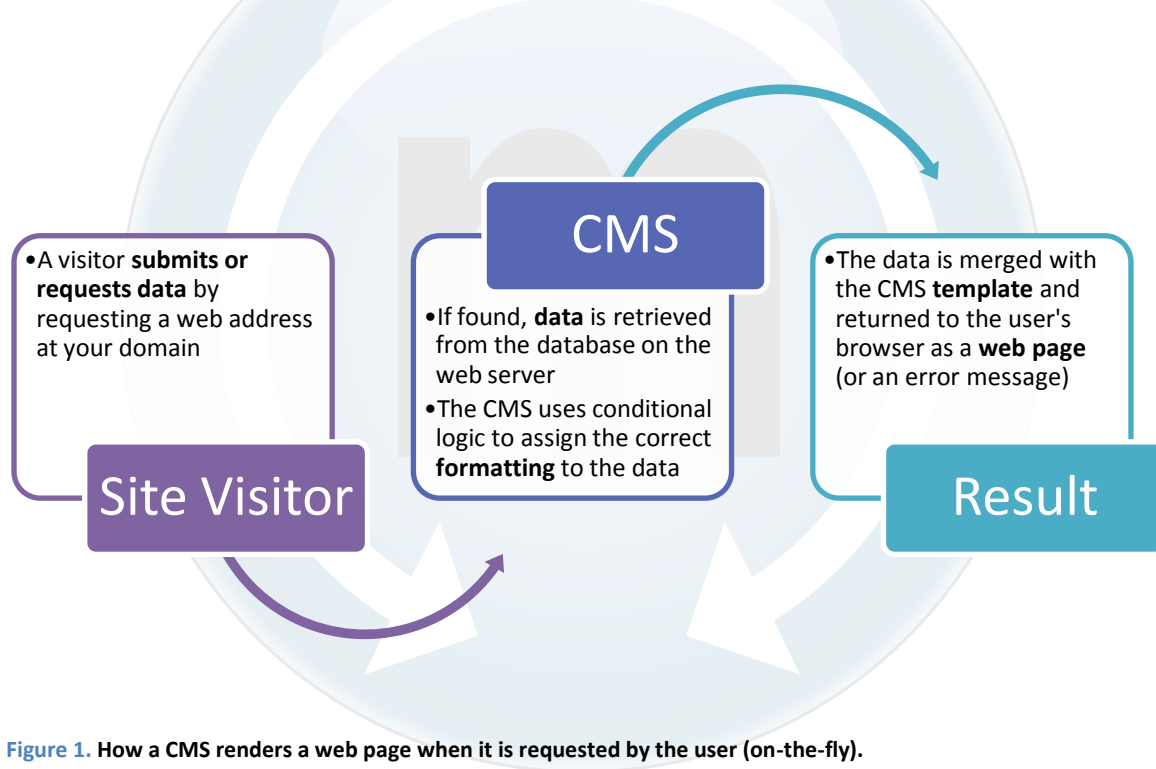 •A visitor submits or
requests data by
requesting a web address
at your domain
Site Visitor
CMS
•If found, data is retrieved
from the database on the
web server
•The CMS uses conditional
logic to assign the correct
formatting to the data
•The data is merged with
the CMS template and
returned to the user's
browser as a web page
(or an error message)
Result
m
Figure 1. How a CMS renders a web page when it is requested by the user (on-the-fly).